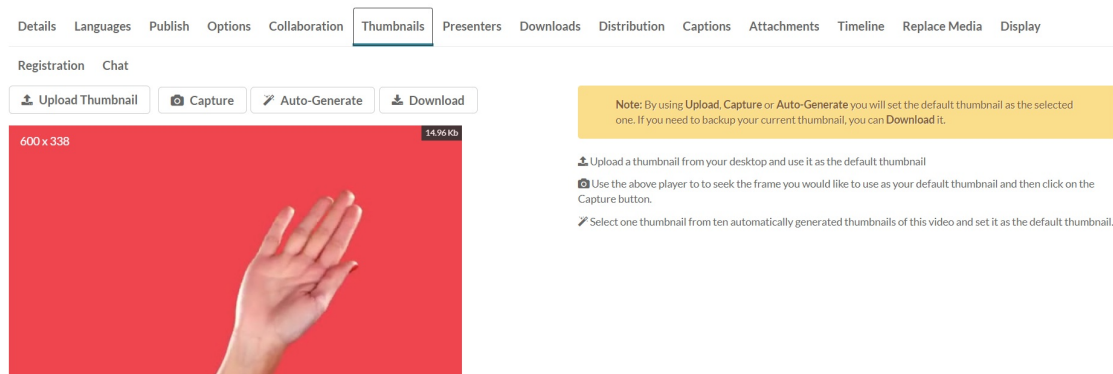 Details Languages Publish Options Collaboration Thumbnails Presenters Downloads Distribution Captions Attachments Timeline Replace Media Display
Registration Chat
Upload Thumbnail Capture Auto-Generate Download
600 x 338
14.96 Kb
Note: By using Upload, Capture or Auto-Generate you will set the default thumbnail as the selected
one. If you need to backup your current thumbnail, you can Download it.
Upload a thumbnail from your desktop and use it as the default thumbnail
Use the above player to to seek the frame you would like to use as your default thumbnail and then click on the
Capture button.
Select one thumbnail from ten automatically generated thumbnails of this video and set it as the default thumbnail.